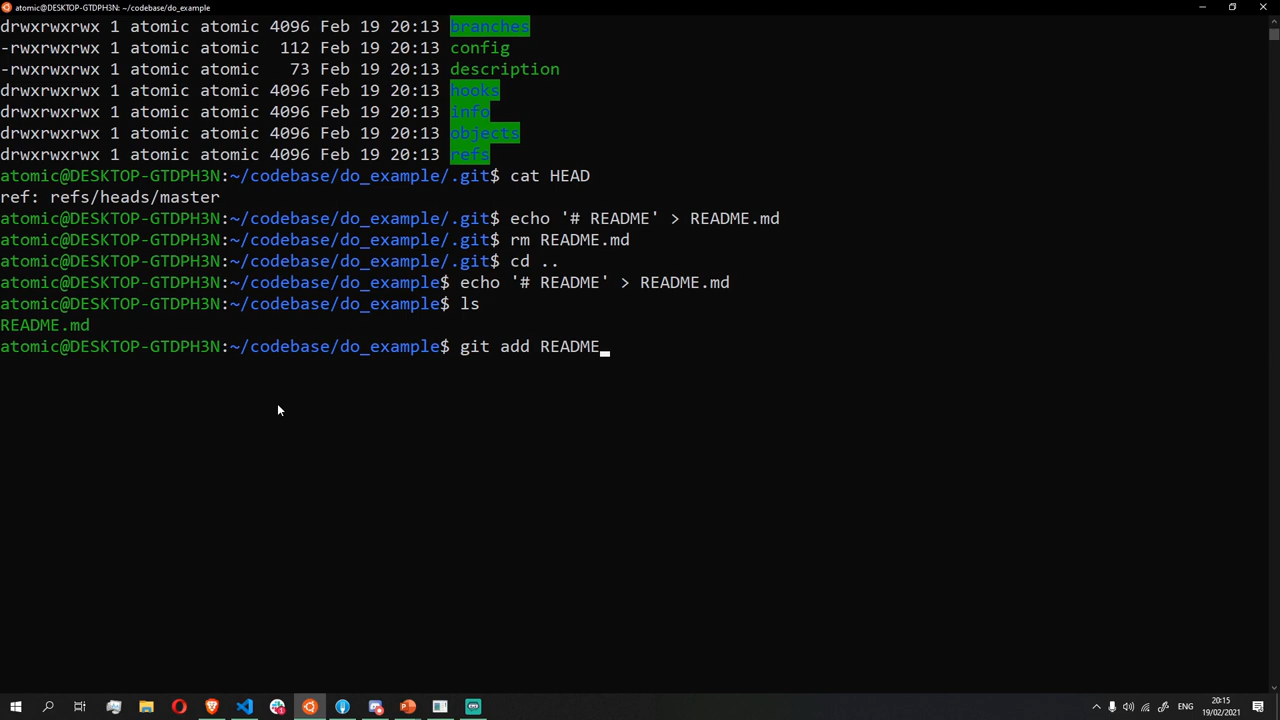 atomic@DESKTOP-GTDPH3N: ~/codebase/do_example
drwxrwxrwx 1 atomic atomic 4096 Feb 19 20:13 branches
-rwxrwxrwx 1 atomic atomic  112 Feb 19 20:13 config
-rwxrwxrwx 1 atomic atomic   73 Feb 19 20:13 description
drwxrwxrwx 1 atomic atomic 4096 Feb 19 20:13 hooks
drwxrwxrwx 1 atomic atomic 4096 Feb 19 20:13 info
drwxrwxrwx 1 atomic atomic 4096 Feb 19 20:13 objects
drwxrwxrwx 1 atomic atomic 4096 Feb 19 20:13 refs
atomic@DESKTOP-GTDPH3N:~/codebase/do_example/.git$ cat HEAD
ref: refs/heads/master
atomic@DESKTOP-GTDPH3N:~/codebase/do_example/.git$ echo '# README' > README.md
atomic@DESKTOP-GTDPH3N:~/codebase/do_example/.git$ rm README.md
atomic@DESKTOP-GTDPH3N:~/codebase/do_example/.git$ cd ..
atomic@DESKTOP-GTDPH3N:~/codebase/do_example$ echo '# README' > README.md
atomic@DESKTOP-GTDPH3N:~/codebase/do_example$ ls
README.md
atomic@DESKTOP-GTDPH3N:~/codebase/do_example$ git add README
20:15
ENG
19/02/2021